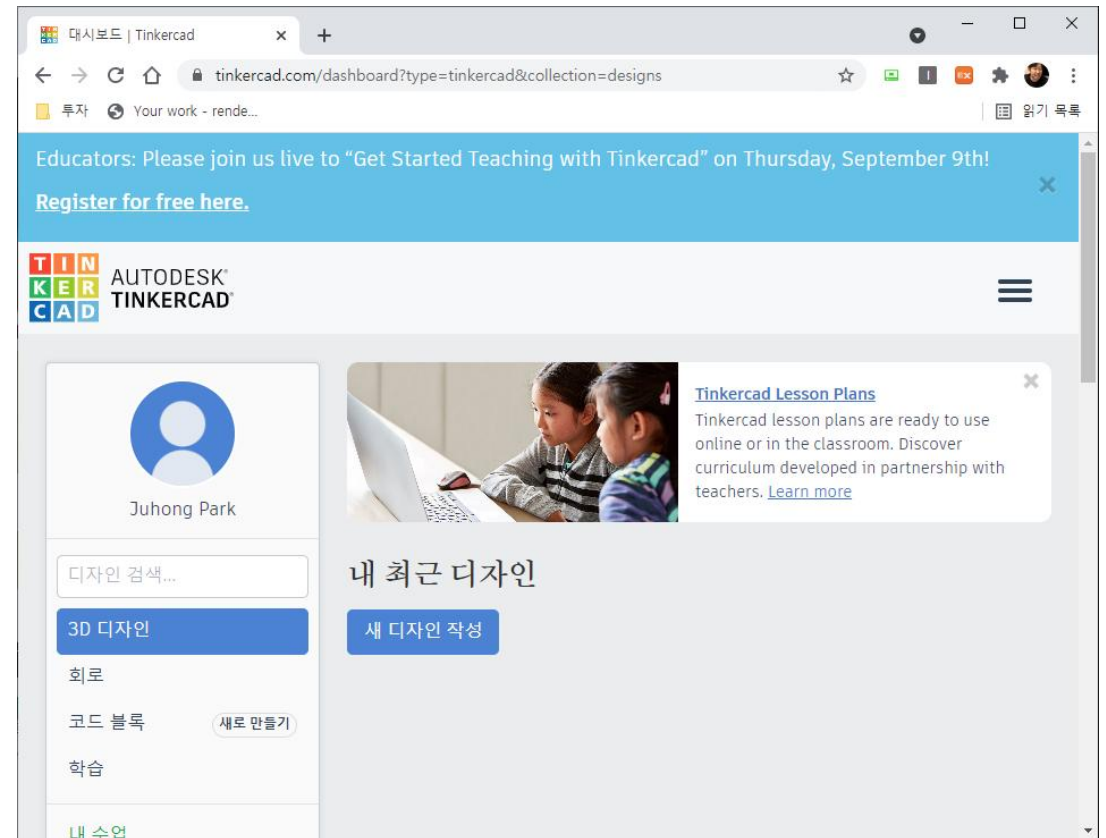 대시보드 | Tinkercad
tinkercad.com/dashboard?type=tinkercad&collection=designs
투자
Your work - rende...
읽기 목록
Educators: Please join us live to “Get Started Teaching with Tinkercad” on Thursday, September 9th!
Register for free here.
TIN
KER
CAD
AUTODESK®
TINKERCAD®
Juhong Park
디자인 검색...
3D 디자인
회로
코드 블록
새로 만들기
학습
내 수업
Tinkercad Lesson Plans
Tinkercad lesson plans are ready to use
online or in the classroom. Discover
curriculum developed in partnership with
teachers. Learn more
내 최근 디자인
새 디자인 작성